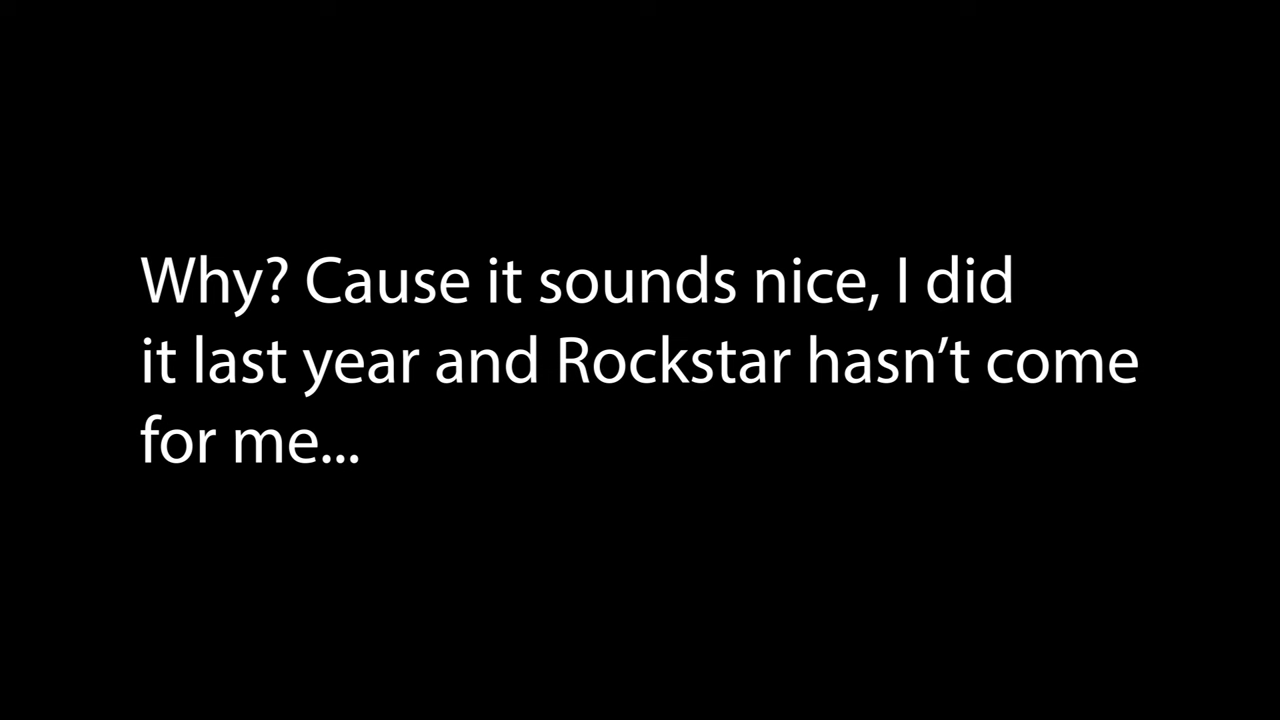 Why? Cause it sounds nice, I did
it last year and Rockstar hasn’t come
for me...